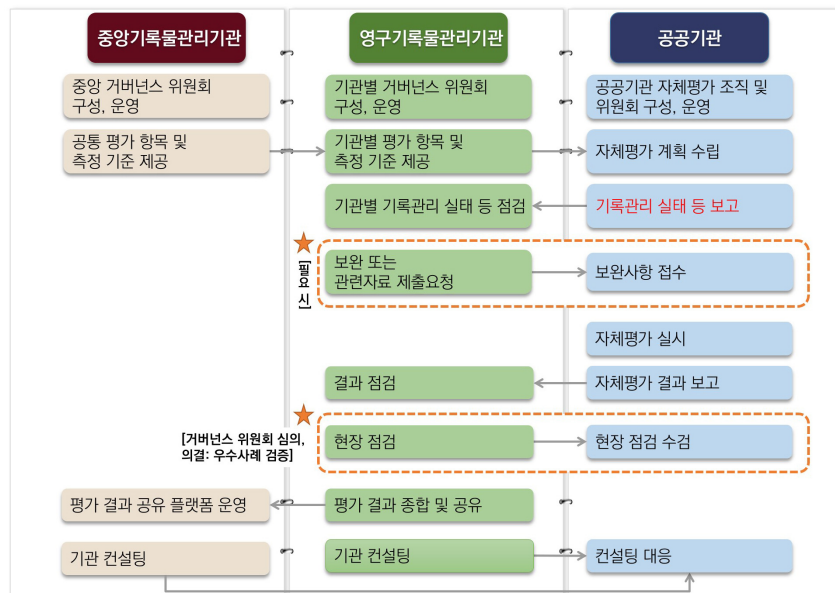 중앙기록물관리기관
영구기록물관리기관
공공기관
중앙 거버넌스 위원회
구성, 운영
기관별 거버넌스 위원회
구성, 운영
공공기관 자체평가 조직 및
위원회 구성, 운영
공통 평가 항목 및
측정 기준 제공
기관별 평가 항목 및
측정 기준 제공
자체평가 계획 수립
기관별 기록관리 실태 등 점검
기록관리 실태 등 보고
[필요 시]
보완 또는
관련자료 제출요청
보완사항 접수
자체평가 실시
결과 점검
자체평가 결과 보고
[거버넌스 위원회 심의,
의결: 우수사례 검증]
현장 점검
현장 점검 수검
평가 결과 공유 플랫폼 운영
평가 결과 종합 및 공유
기관 컨설팅
기관 컨설팅
컨설팅 대응